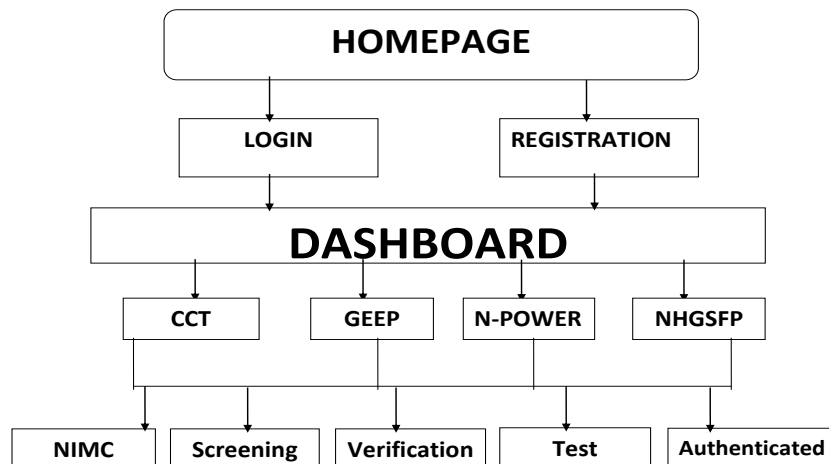 HOMEPAGE
LOGIN
REGISTRATION
DASHBOARD
CCT
GEEP
N-POWER
NHGSFP
NIMC
Screening
Verification
Test
Authenticated